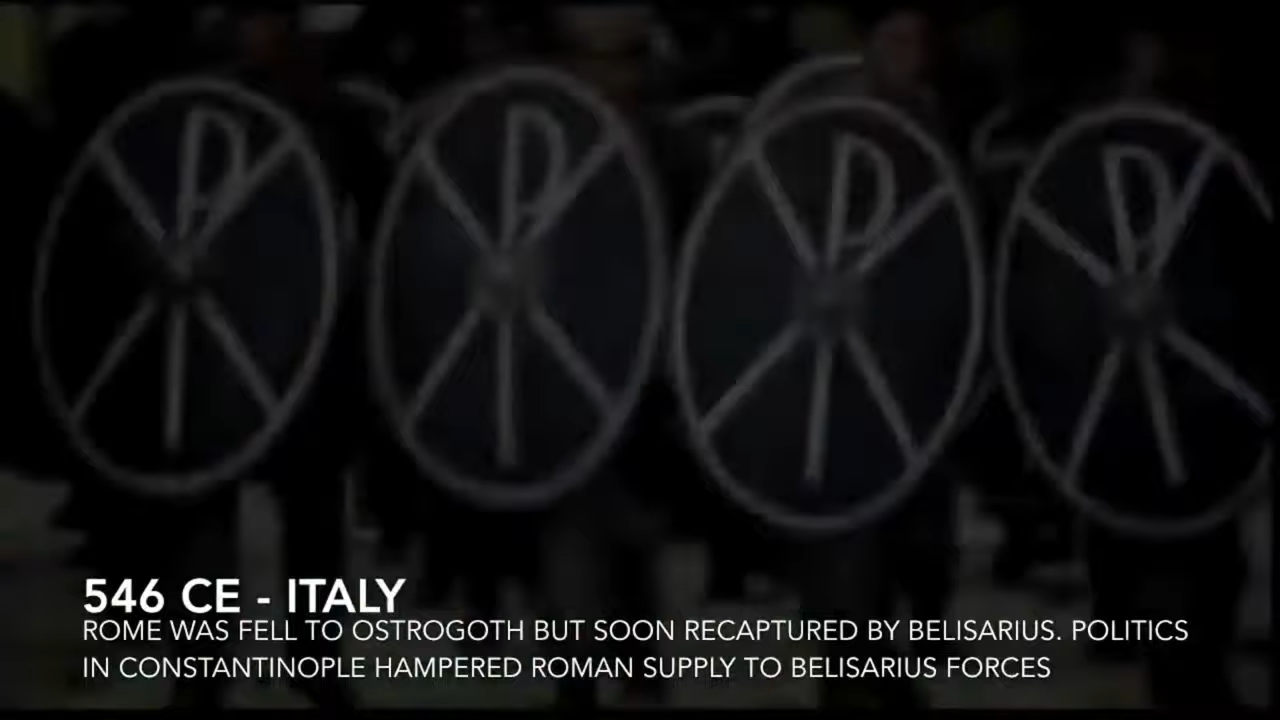 546 CE - ITALY
ROME WAS FELL TO OSTROGOTH BUT SOON RECAPTURED BY BELISARIUS. POLITICS
IN CONSTANTINOPLE HAMPERED ROMAN SUPPLY TO BELISARIUS FORCES